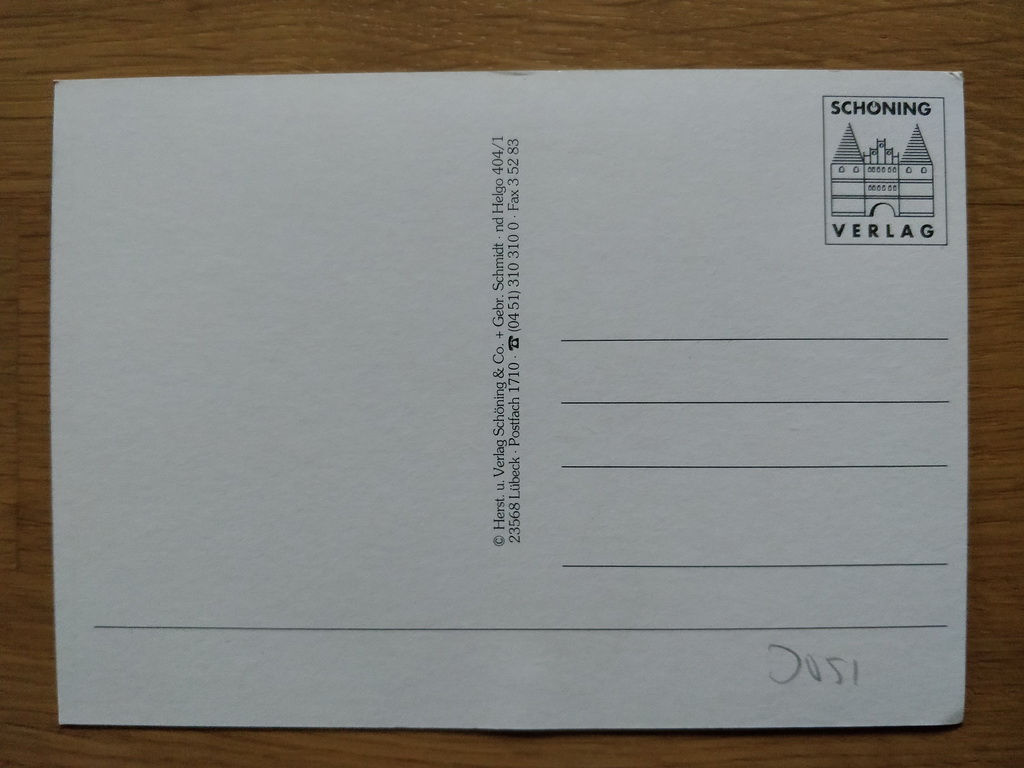 SCHÖNING
VERLAG
© Herst. u. Verlag Schöning & Co. + Gebr. Schmidt · nd Helgo 404/1
23568 Lübeck · Postfach 1710 · ☎ (04 51) 310 310 0 · Fax 3 52 83